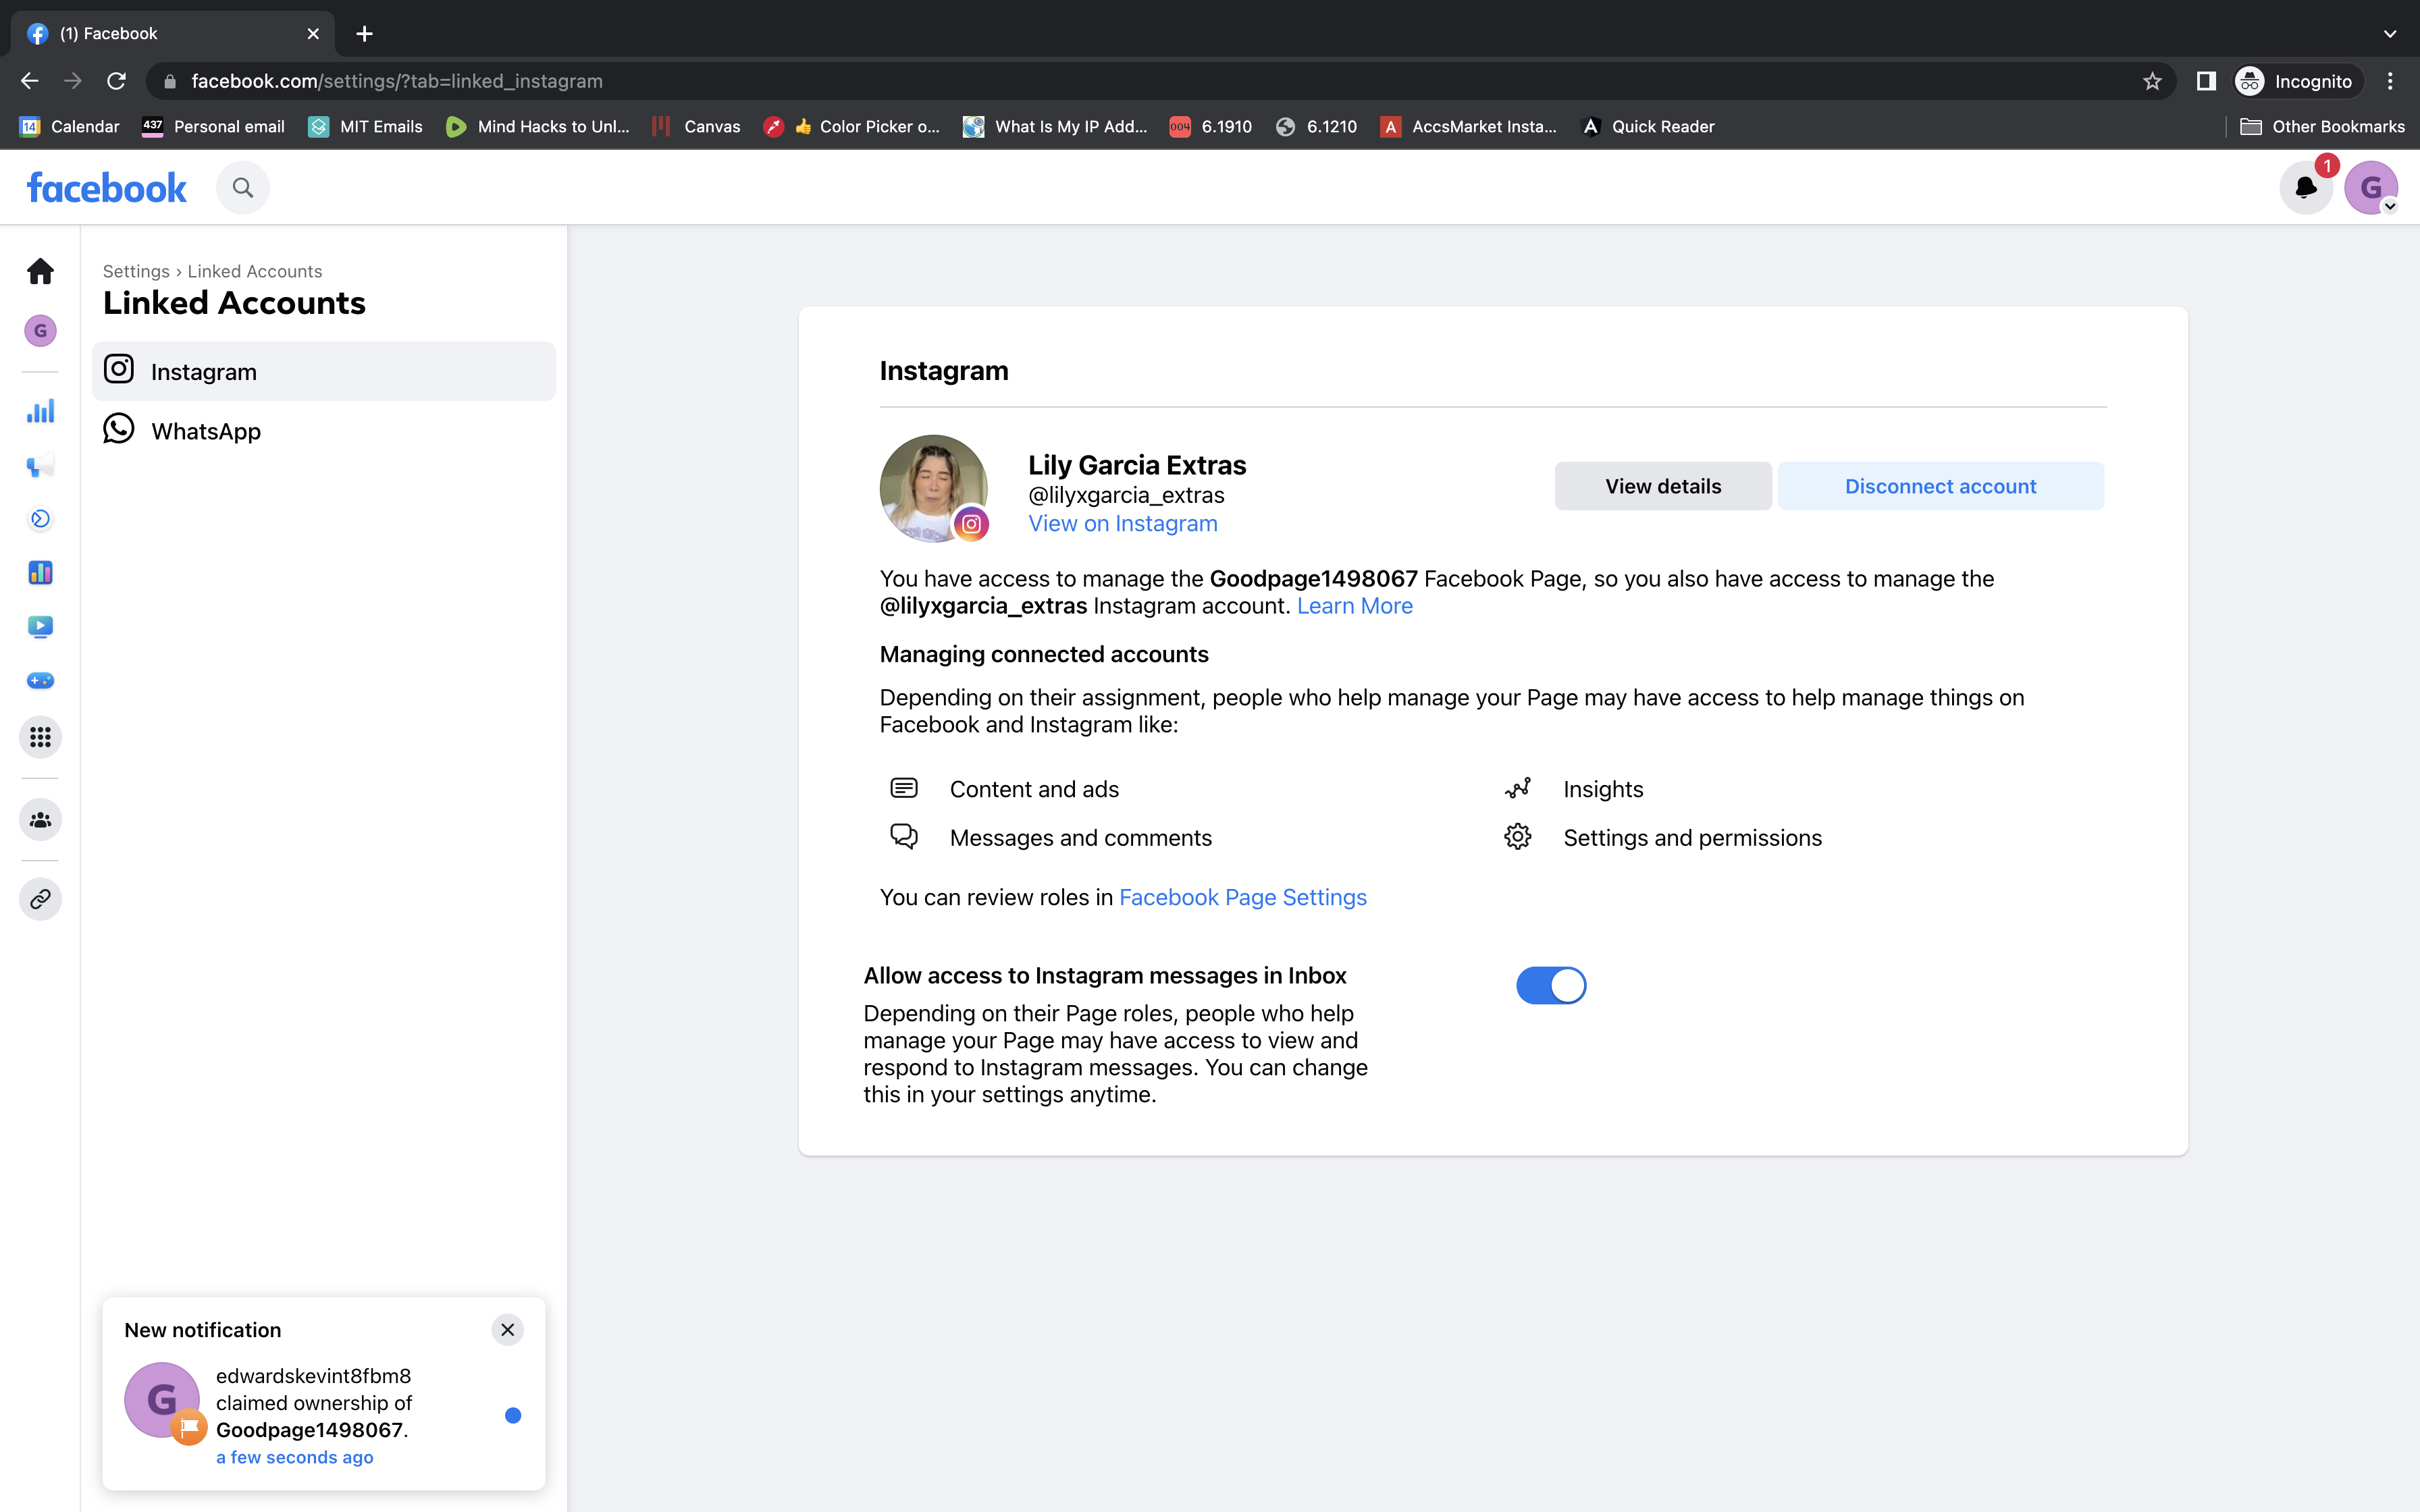 (1) Facebook
facebook.com/settings/?tab=linked_instagram
Incognito
14 Calendar
437 Personal email
MIT Emails
Mind Hacks to Unl...
Canvas
👍 Color Picker o...
What Is My IP Add...
004 6.1910
6.1210
A AccsMarket Insta...
A Quick Reader
Other Bookmarks
facebook
1
G
G
Settings › Linked Accounts
Linked Accounts
Instagram
WhatsApp
Instagram
Lily Garcia Extras
@lilyxgarcia_extras
View on Instagram
View details
Disconnect account
You have access to manage the Goodpage1498067 Facebook Page, so you also have access to manage the
@lilyxgarcia_extras Instagram account. Learn More
Managing connected accounts
Depending on their assignment, people who help manage your Page may have access to help manage things on
Facebook and Instagram like:
Content and ads
Insights
Messages and comments
Settings and permissions
You can review roles in Facebook Page Settings
Allow access to Instagram messages in Inbox
Depending on their Page roles, people who help
manage your Page may have access to view and
respond to Instagram messages. You can change
this in your settings anytime.
New notification
G
edwardskevint8fbm8
claimed ownership of
Goodpage1498067.
a few seconds ago